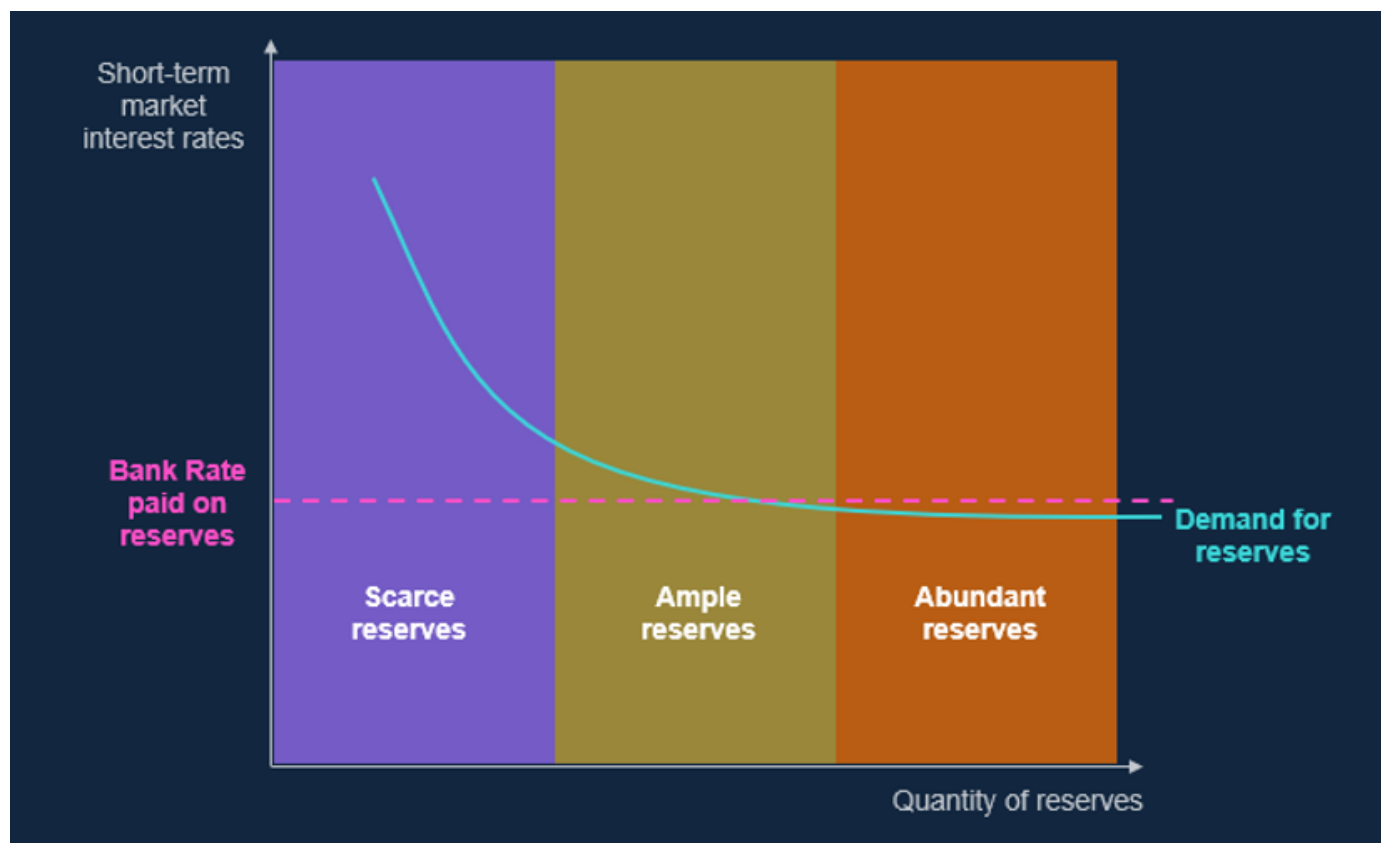 Short-term
market
interest rates
Bank Rate
paid on
reserves
Demand for
reserves
Scarce
reserves
Ample
reserves
Abundant
reserves
Quantity of reserves